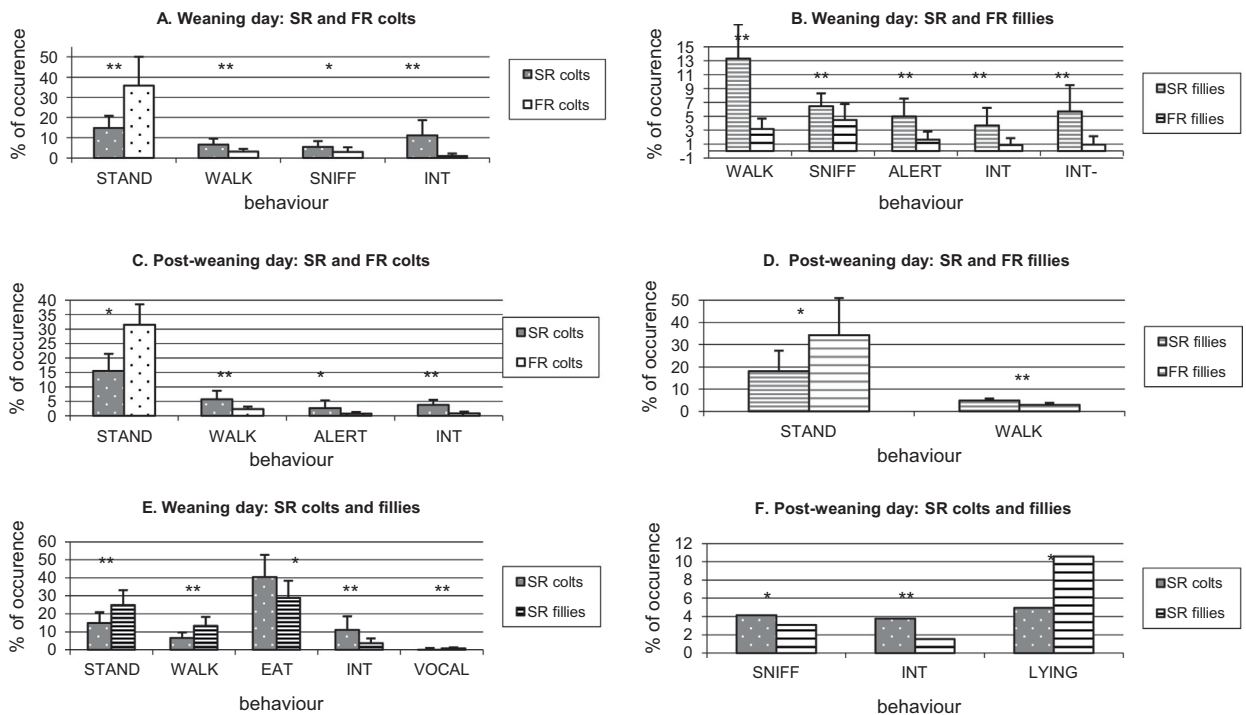 A. Weaning day: SR and FR colts
% of occurence
50
40
30
20
10
0
** ** * **
STAND WALK SNIFF INT
behaviour
SR colts
FR colts
B. Weaning day: SR and FR fillies
% of occurence
15
13
11
9
7
5
3
1
-1
** ** ** ** **
WALK SNIFF ALERT INT INT-
behaviour
SR fillies
FR fillies
C. Post-weaning day: SR and FR colts
% of occurence
40
35
30
25
20
15
10
5
0
* ** * **
STAND WALK ALERT INT
behaviour
SR colts
FR colts
D. Post-weaning day: SR and FR fillies
% of occurence
50
40
30
20
10
0
* **
STAND WALK
behaviour
SR fillies
FR fillies
E. Weaning day: SR colts and fillies
% of occurence
60
50
40
30
20
10
0
** ** * ** **
STAND WALK EAT INT VOCAL
behaviour
SR colts
SR fillies
F. Post-weaning day: SR colts and fillies
% of occurence
12
10
8
6
4
2
0
* ** *
SNIFF INT LYING
behaviour
SR colts
SR fillies